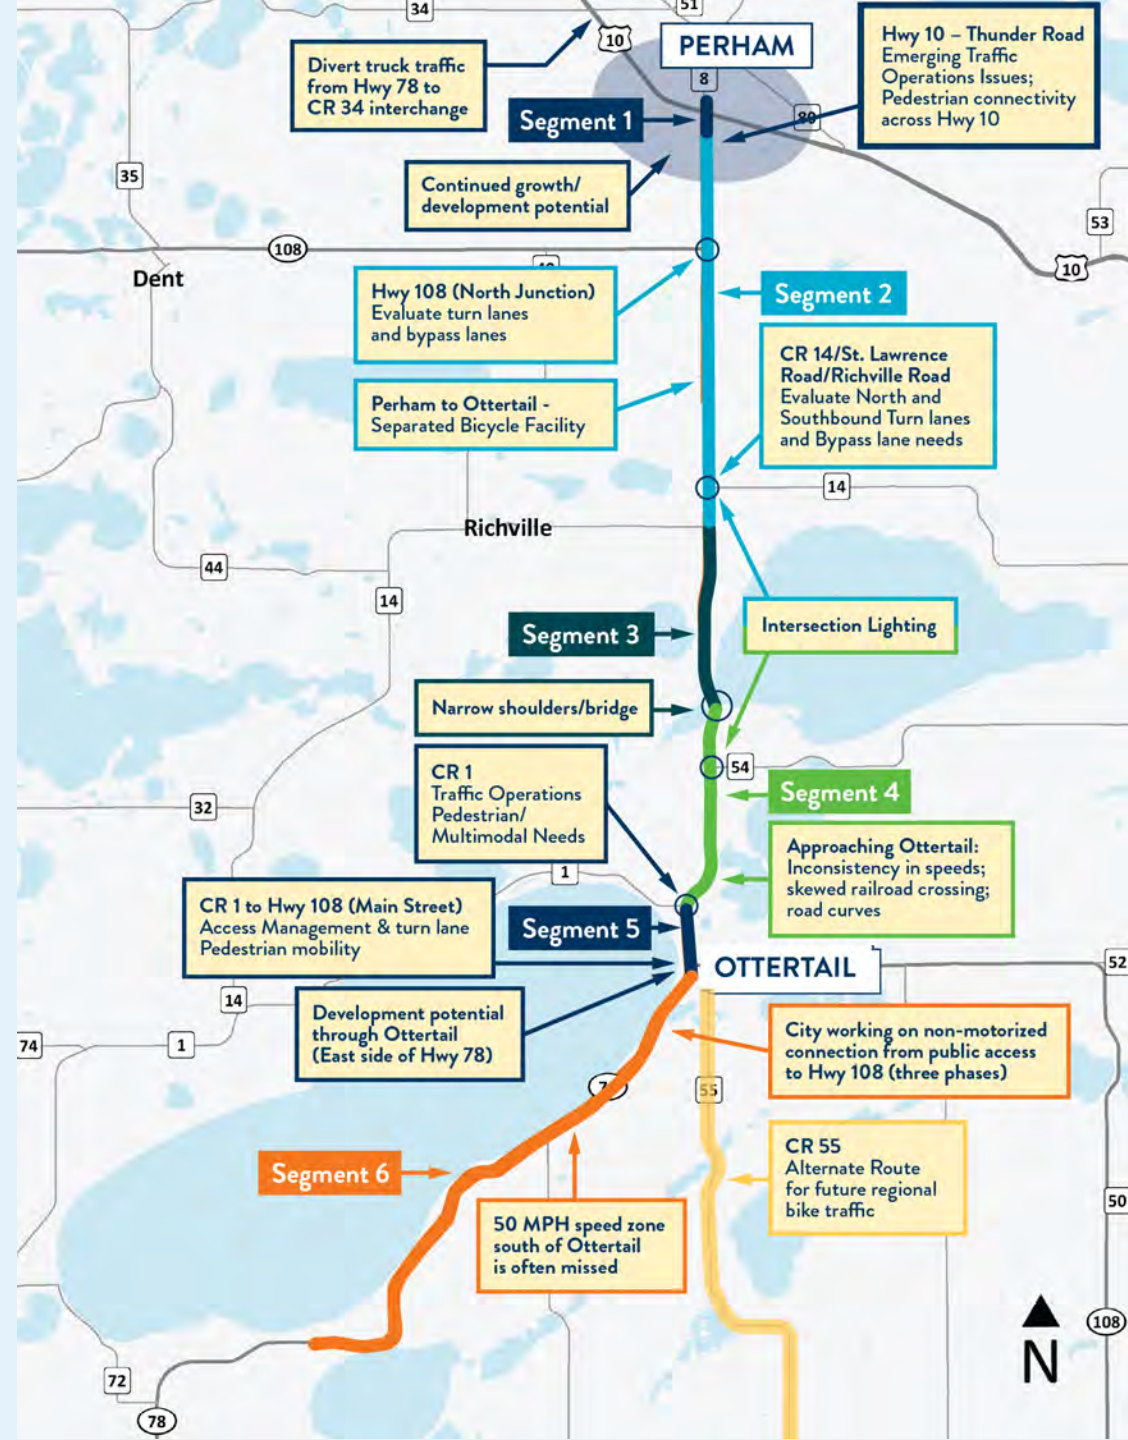 34
51
10
PERHAM
8
Hwy 10 – Thunder Road
Emerging Traffic
Operations Issues;
Pedestrian connectivity
across Hwy 10
Divert truck traffic
from Hwy 78 to
CR 34 interchange
Segment 1
80
35
Continued growth/
development potential
53
108
10
Dent
Hwy 108 (North Junction)
Evaluate turn lanes
and bypass lanes
Segment 2
CR 14/St. Lawrence
Road/Richville Road
Evaluate North and
Southbound Turn lanes
and Bypass lane needs
Perham to Ottertail -
Separated Bicycle Facility
14
Richville
44
14
Intersection Lighting
Segment 3
Narrow shoulders/bridge
54
CR 1
Traffic Operations
Pedestrian/
Multimodal Needs
Segment 4
32
Approaching Ottertail:
Inconsistency in speeds;
skewed railroad crossing;
road curves
1
CR 1 to Hwy 108 (Main Street)
Access Management & turn lane
Pedestrian mobility
Segment 5
OTTERTAIL
52
14
Development potential
through Ottertail
(East side of Hwy 78)
City working on non-motorized
connection from public access
to Hwy 108 (three phases)
74
1
55
CR 55
Alternate Route
for future regional
bike traffic
Segment 6
50
50 MPH speed zone
south of Ottertail
is often missed
108
N
72
78